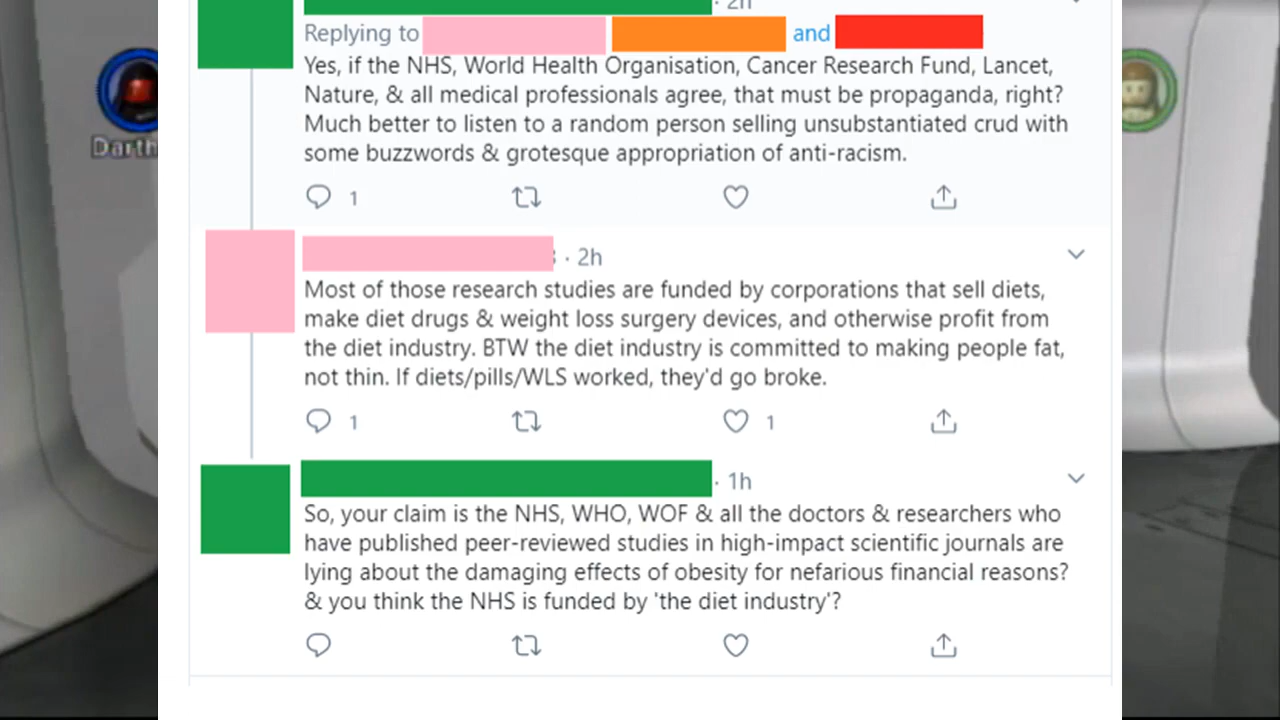 · 2h
Replying to and
Yes, if the NHS, World Health Organisation, Cancer Research Fund, Lancet,
Nature, & all medical professionals agree, that must be propaganda, right?
Much better to listen to a random person selling unsubstantiated crud with
some buzzwords & grotesque appropriation of anti-racism.
1
· 2h
Most of those research studies are funded by corporations that sell diets,
make diet drugs & weight loss surgery devices, and otherwise profit from
the diet industry. BTW the diet industry is committed to making people fat,
not thin. If diets/pills/WLS worked, they'd go broke.
1 1
· 1h
So, your claim is the NHS, WHO, WOF & all the doctors & researchers who
have published peer-reviewed studies in high-impact scientific journals are
lying about the damaging effects of obesity for nefarious financial reasons?
& you think the NHS is funded by 'the diet industry'?
Darth